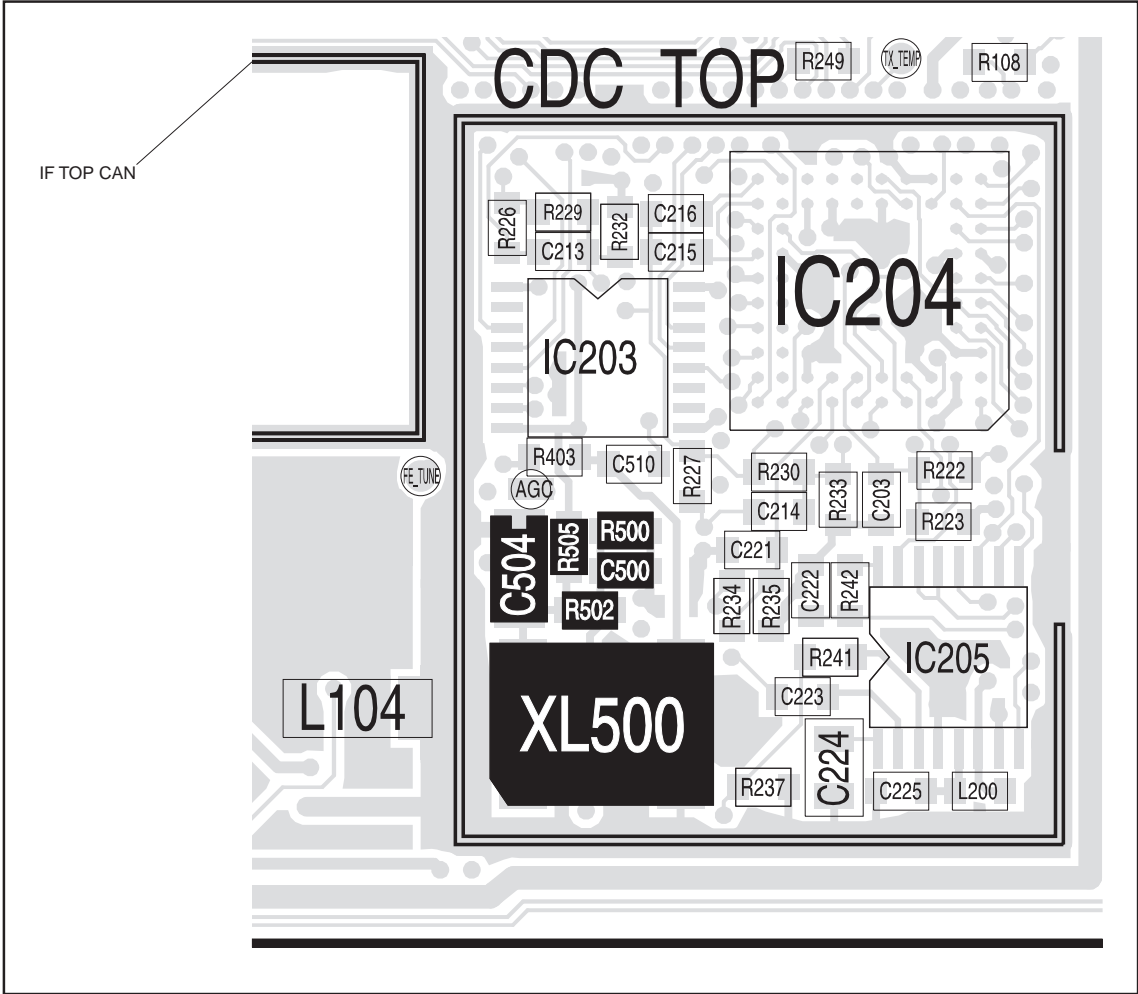 CDC TOP
R249
TX_TEMP
R108
IF TOP CAN
R226
R229
R232
C216
C213
C215
IC204
IC203
R403
C510
R227
R230
R222
FE_TUNE
AGC
C214
R233
C203
R223
C504
R505
R500
C221
C500
R502
R234
R235
C222
R242
R241
IC205
L104
XL500
C223
C224
R237
C225
L200